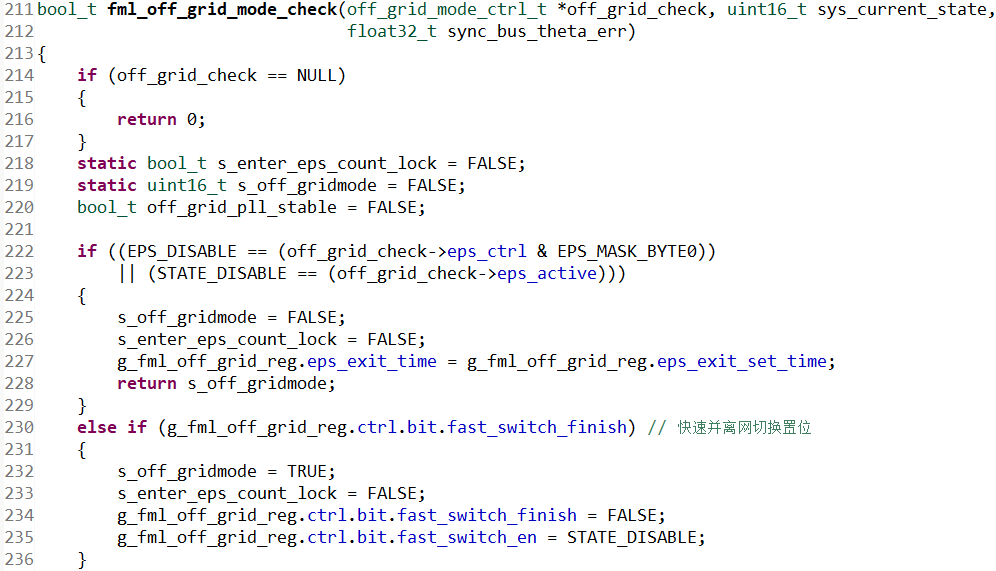 211 bool_t fml_off_grid_mode_check(off_grid_mode_ctrl_t *off_grid_check, uint16_t sys_current_state,
212                                float32_t sync_bus_theta_err)
213 {
214     if (off_grid_check == NULL)
215     {
216         return 0;
217     }
218     static bool_t s_enter_eps_count_lock = FALSE;
219     static uint16_t s_off_gridmode = FALSE;
220     bool_t off_grid_pll_stable = FALSE;
221
222     if ((EPS_DISABLE == (off_grid_check->eps_ctrl & EPS_MASK_BYTE0))
223         || (STATE_DISABLE == (off_grid_check->eps_active)))
224     {
225         s_off_gridmode = FALSE;
226         s_enter_eps_count_lock = FALSE;
227         g_fml_off_grid_reg.eps_exit_time = g_fml_off_grid_reg.eps_exit_set_time;
228         return s_off_gridmode;
229     }
230     else if (g_fml_off_grid_reg.ctrl.bit.fast_switch_finish) // 快速并离网切换置位
231     {
232         s_off_gridmode = TRUE;
233         s_enter_eps_count_lock = FALSE;
234         g_fml_off_grid_reg.ctrl.bit.fast_switch_finish = FALSE;
235         g_fml_off_grid_reg.ctrl.bit.fast_switch_en = STATE_DISABLE;
236     }